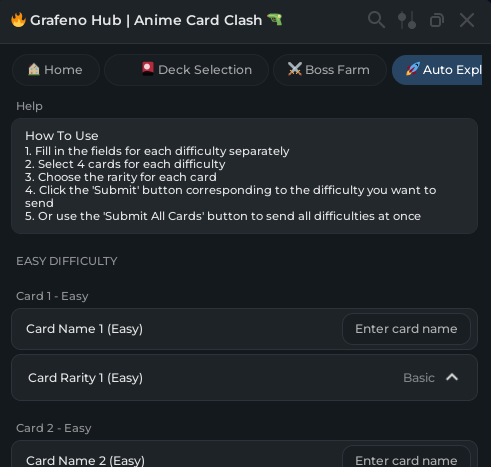 🔥 Grafeno Hub | Anime Card Clash 🔫
🏠 Home
🎴 Deck Selection
⚔️ Boss Farm
🚀 Auto Expl
Help
How To Use
1. Fill in the fields for each difficulty separately
2. Select 4 cards for each difficulty
3. Choose the rarity for each card
4. Click the 'Submit' button corresponding to the difficulty you want to
send
5. Or use the 'Submit All Cards' button to send all difficulties at once
EASY DIFFICULTY
Card 1 - Easy
Card Name 1 (Easy)
Enter card name
Card Rarity 1 (Easy)
Basic
Card 2 - Easy
Card Name 2 (Easy)
Enter card name